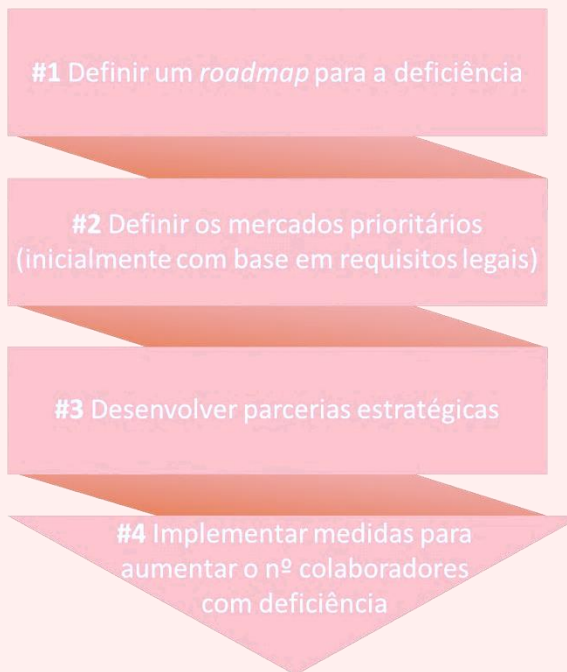 #1 Definir um roadmap para a deficiência
#2 Definir os mercados prioritários
(inicialmente com base em requisitos legais)
#3 Desenvolver parcerias estratégicas
#4 Implementar medidas para
aumentar o nº colaboradores
com deficiência